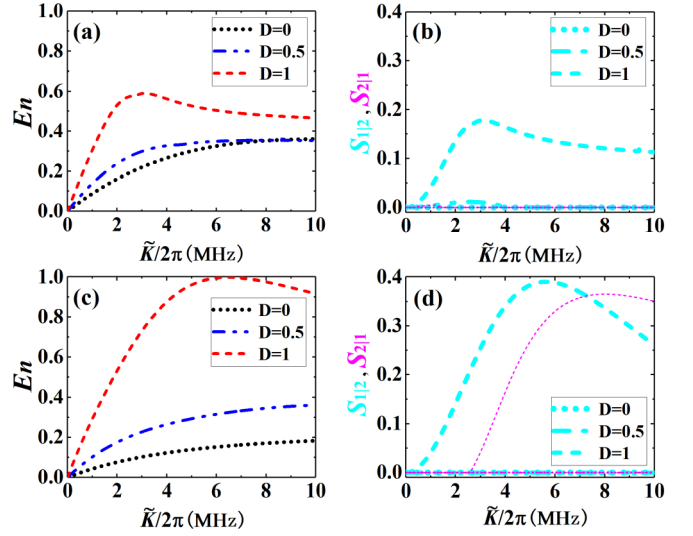 (a)
D=0
D=0.5
D=1
En
1.0
0.8
0.6
0.4
0.2
0.0
0 2 4 6 8 10
K̃/2π(MHz)
(b)
D=0
D=0.5
D=1
S1|2, S2|1
0.4
0.3
0.2
0.1
0.0
0 2 4 6 8 10
K̃/2π(MHz)
(c)
D=0
D=0.5
D=1
En
1.0
0.8
0.6
0.4
0.2
0.0
0 2 4 6 8 10
K̃/2π(MHz)
(d)
D=0
D=0.5
D=1
S1|2, S2|1
0.4
0.3
0.2
0.1
0.0
0 2 4 6 8 10
K̃/2π(MHz)